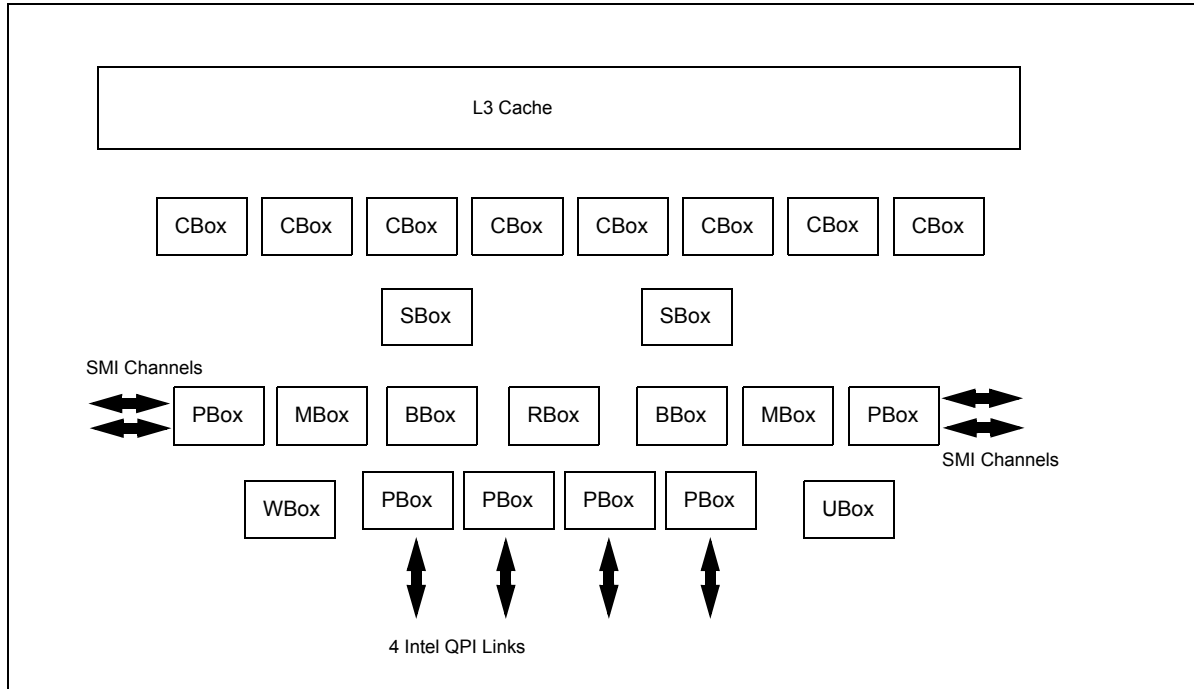 L3 Cache
CBox CBox CBox CBox CBox CBox CBox CBox
SBox SBox
SMI Channels
PBox MBox BBox RBox BBox MBox PBox
SMI Channels
WBox PBox PBox PBox PBox UBox
4 Intel QPI Links